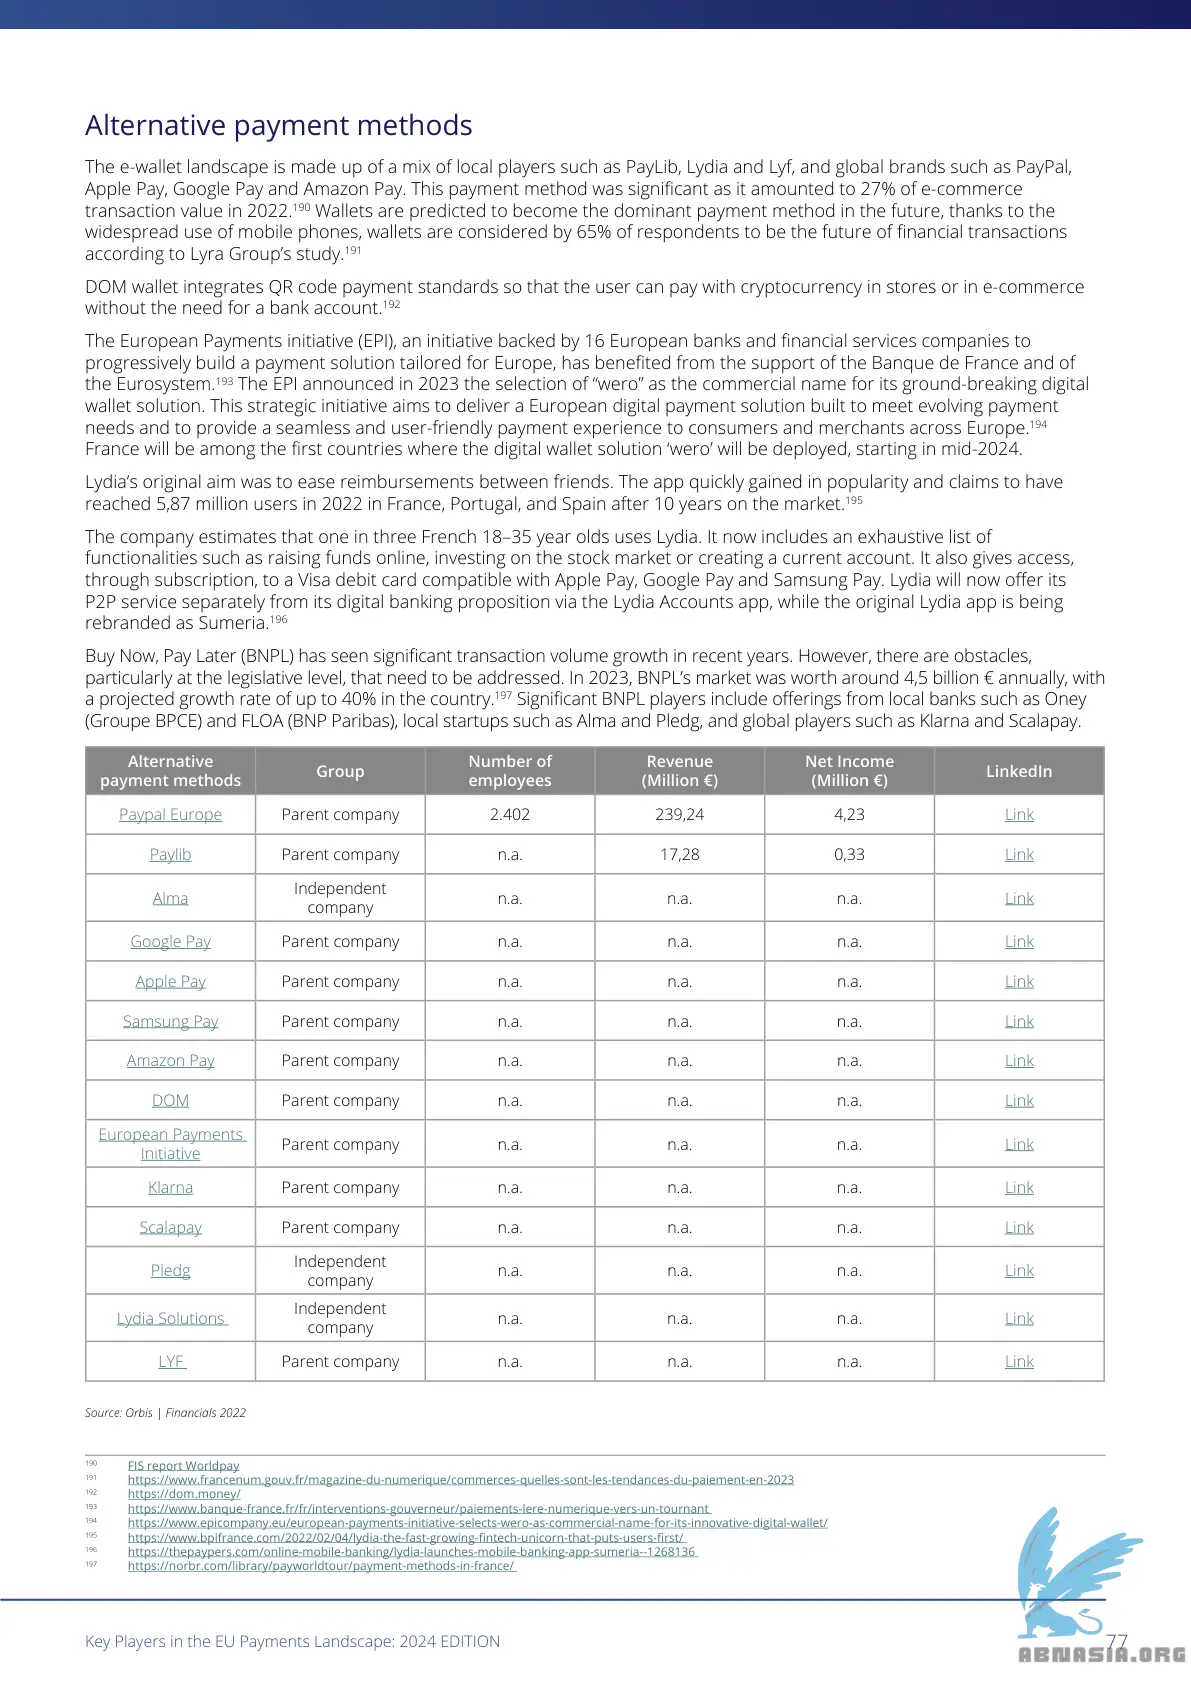 Alternative payment methods
The e-wallet landscape is made up of a mix of local players such as PayLib, Lydia and Lyf, and global brands such as PayPal,
Apple Pay, Google Pay and Amazon Pay. This payment method was significant as it amounted to 27% of e-commerce
transaction value in 2022.190 Wallets are predicted to become the dominant payment method in the future, thanks to the
widespread use of mobile phones, wallets are considered by 65% of respondents to be the future of financial transactions
according to Lyra Group's study.191
DOM wallet integrates QR code payment standards so that the user can pay with cryptocurrency in stores or in e-commerce
without the need for a bank account.192
The European Payments initiative (EPI), an initiative backed by 16 European banks and financial services companies to
progressively build a payment solution tailored for Europe, has benefited from the support of the Banque de France and of
the Eurosystem.193 The EPI announced in 2023 the selection of “wero” as the commercial name for its ground-breaking digital
wallet solution. This strategic initiative aims to deliver a European digital payment solution built to meet evolving payment
needs and to provide a seamless and user-friendly payment experience to consumers and merchants across Europe.194
France will be among the first countries where the digital wallet solution ‘wero’ will be deployed, starting in mid-2024.
Lydia’s original aim was to ease reimbursements between friends. The app quickly gained in popularity and claims to have
reached 5,87 million users in 2022 in France, Portugal, and Spain after 10 years on the market.195
The company estimates that one in three French 18–35 year olds uses Lydia. It now includes an exhaustive list of
functionalities such as raising funds online, investing on the stock market or creating a current account. It also gives access,
through subscription, to a Visa debit card compatible with Apple Pay, Google Pay and Samsung Pay. Lydia will now offer its
P2P service separately from its digital banking proposition via the Lydia Accounts app, while the original Lydia app is being
rebranded as Sumeria.196
Buy Now, Pay Later (BNPL) has seen significant transaction volume growth in recent years. However, there are obstacles,
particularly at the legislative level, that need to be addressed. In 2023, BNPL’s market was worth around 4,5 billion € annually, with
a projected growth rate of up to 40% in the country.197 Significant BNPL players include offerings from local banks such as Oney
(Groupe BPCE) and FLOA (BNP Paribas), local startups such as Alma and Pledg, and global players such as Klarna and Scalapay.
Alternative payment methods Group Number of employees Revenue (Million €) Net Income (Million €) LinkedIn
Paypal Europe Parent company 2.402 239,24 4,23 Link
Paylib Parent company n.a. 17,28 0,33 Link
Alma Independent company n.a. n.a. n.a. Link
Google Pay Parent company n.a. n.a. n.a. Link
Apple Pay Parent company n.a. n.a. n.a. Link
Samsung Pay Parent company n.a. n.a. n.a. Link
Amazon Pay Parent company n.a. n.a. n.a. Link
DOM Parent company n.a. n.a. n.a. Link
European Payments Initiative Parent company n.a. n.a. n.a. Link
Klarna Parent company n.a. n.a. n.a. Link
Scalapay Parent company n.a. n.a. n.a. Link
Pledg Independent company n.a. n.a. n.a. Link
Lydia Solutions Independent company n.a. n.a. n.a. Link
LYF Parent company n.a. n.a. n.a. Link
Source: Orbis | Financials 2022
190 FIS report Worldpay
191 https://www.francenum.gouv.fr/magazine-du-numerique/commerces-quelles-sont-les-tendances-du-paiement-en-2023
192 https://dom.money/
193 https://www.banque-france.fr/fr/interventions-gouverneur/paiements-lere-numerique-vers-un-tournant
194 https://www.epicompany.eu/european-payments-initiative-selects-wero-as-commercial-name-for-its-innovative-digital-wallet/
195 https://www.bpifrance.com/2022/02/04/lydia-the-fast-growing-fintech-unicorn-that-puts-users-first/
196 https://thepaypers.com/online-mobile-banking/lydia-launches-mobile-banking-app-sumeria--1268136
197 https://norbr.com/library/payworldtour/payment-methods-in-france/
Key Players in the EU Payments Landscape: 2024 EDITION
77
ABNASIA.ORG